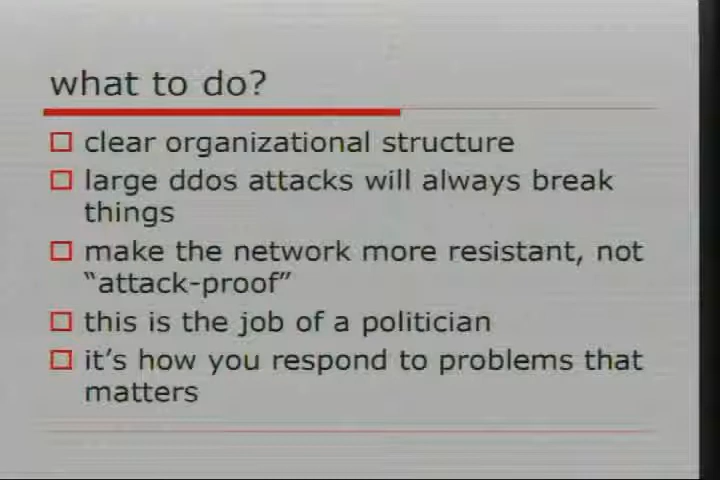 what to do?
clear organizational structure
large ddos attacks will always break
things
make the network more resistant, not
“attack-proof”
this is the job of a politician
it’s how you respond to problems that
matters